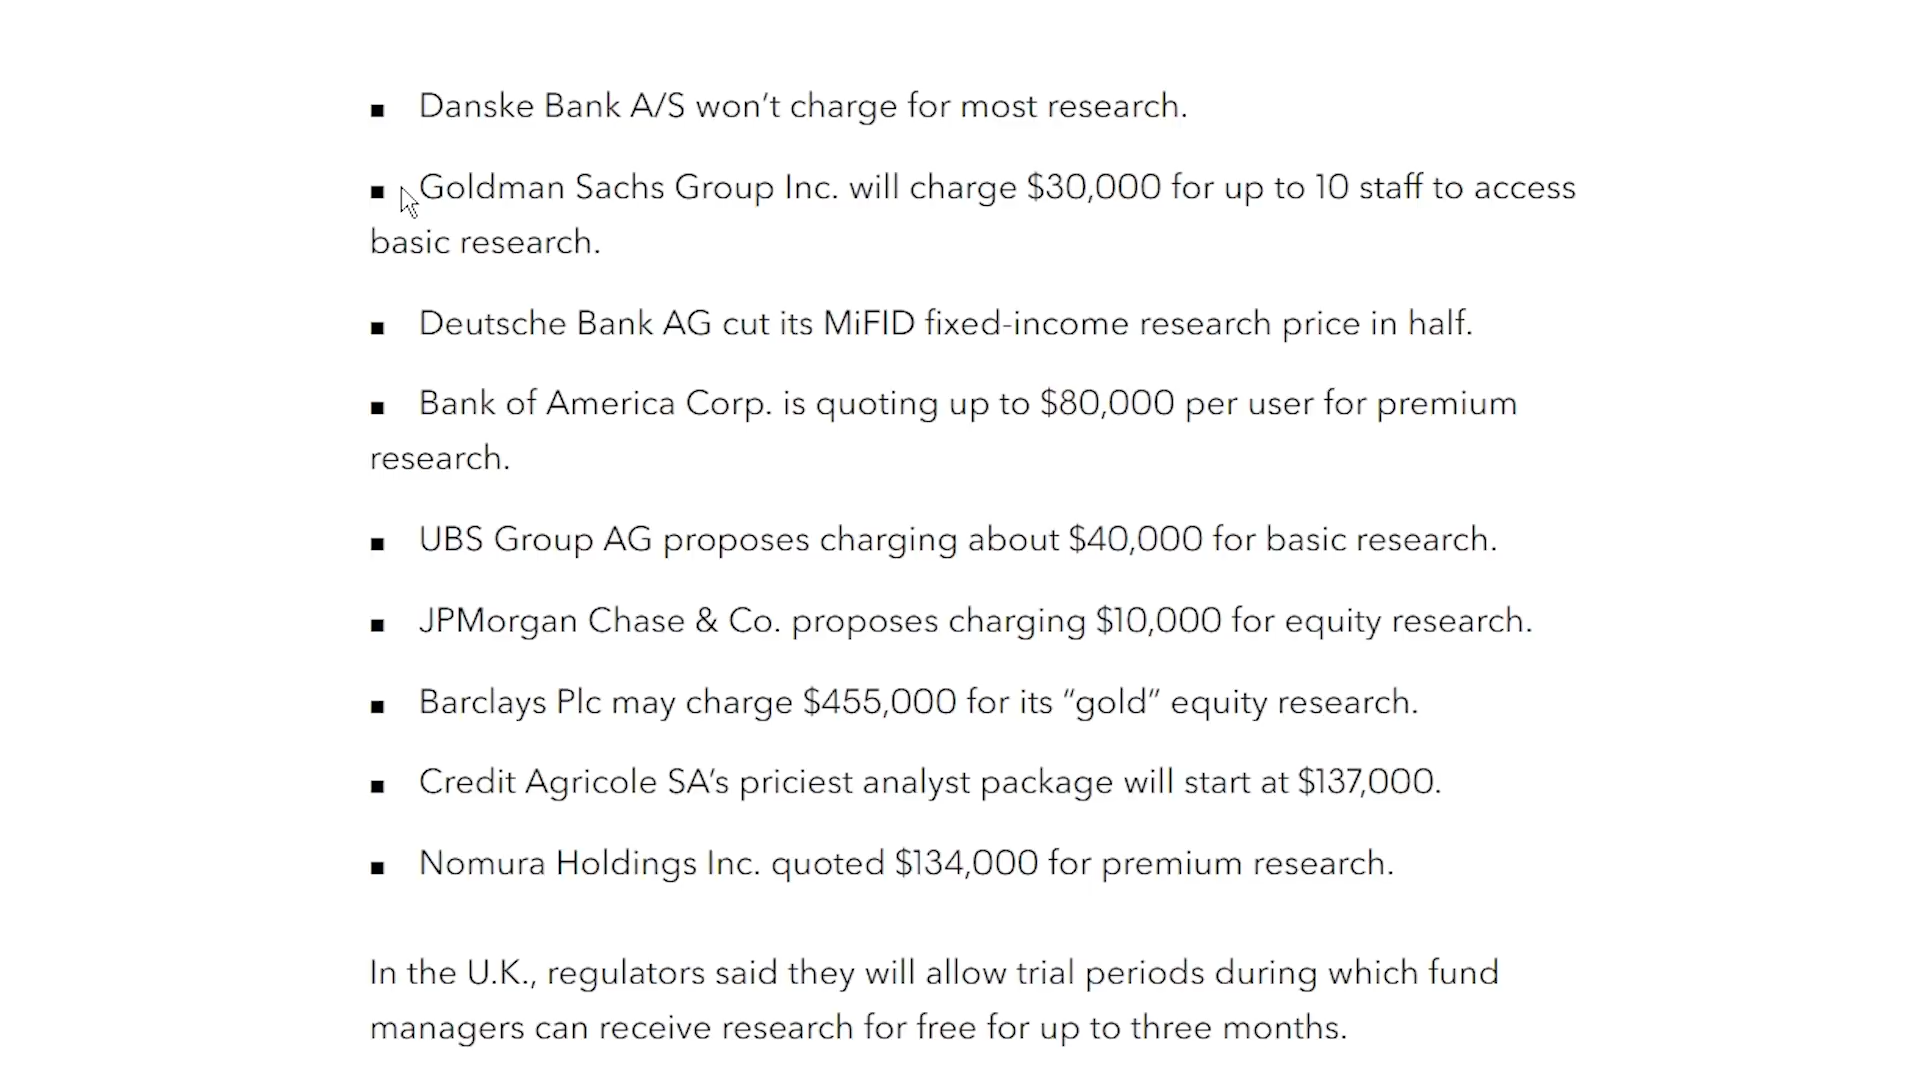 ▪ Danske Bank A/S won’t charge for most research.
▪ Goldman Sachs Group Inc. will charge $30,000 for up to 10 staff to access
basic research.
▪ Deutsche Bank AG cut its MiFID fixed-income research price in half.
▪ Bank of America Corp. is quoting up to $80,000 per user for premium
research.
▪ UBS Group AG proposes charging about $40,000 for basic research.
▪ JPMorgan Chase & Co. proposes charging $10,000 for equity research.
▪ Barclays Plc may charge $455,000 for its “gold” equity research.
▪ Credit Agricole SA’s priciest analyst package will start at $137,000.
▪ Nomura Holdings Inc. quoted $134,000 for premium research.
In the U.K., regulators said they will allow trial periods during which fund
managers can receive research for free for up to three months.